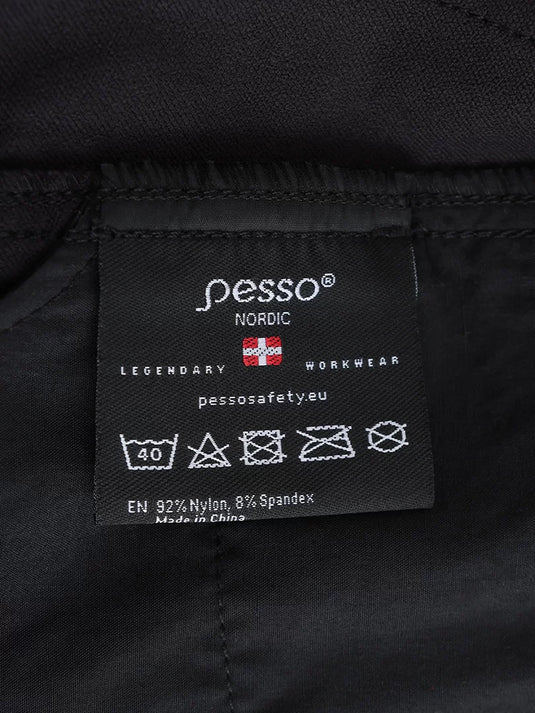 pesso®
NORDIC
LEGENDARY WORKWEAR
pessosafety.eu
40
EN 92% Nylon, 8% Spandex
Made in China